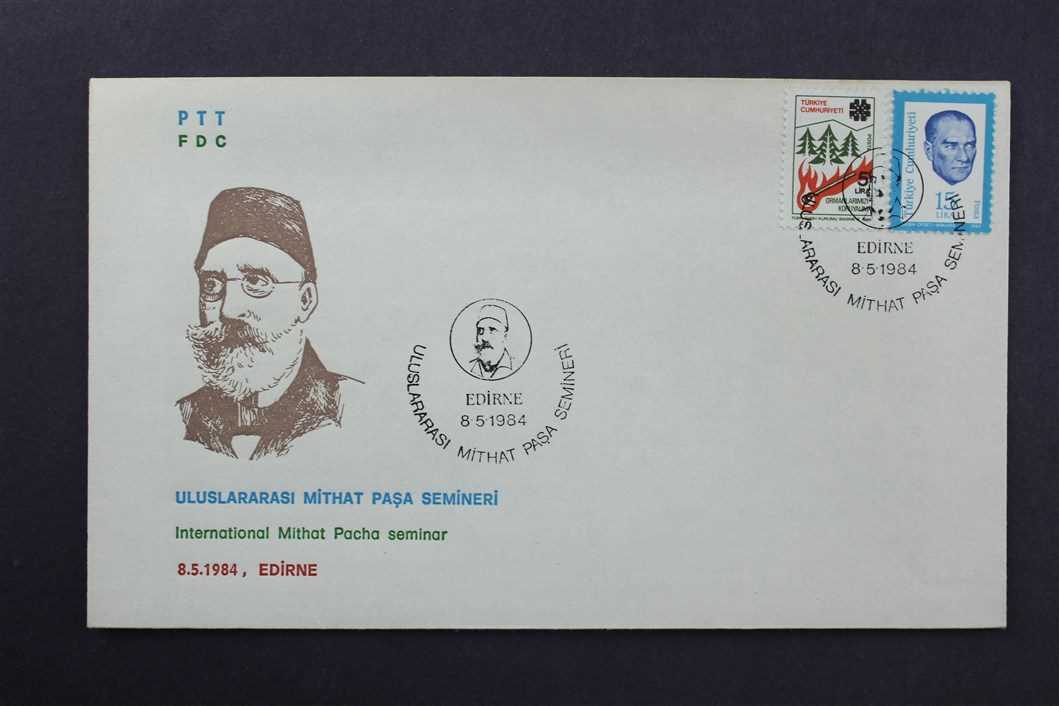 PTT
FDC
TÜRKİYE
CUMHURİYETİ
5
LİRA
ORMANLARIMIZI
KORUYALIM
Türkiye Cumhuriyeti
15
LİRA
EDİRNE
8·5·1984
ULUSLARARASI MİTHAT PAŞA SEMİNERİ
EDİRNE
8·5·1984
ULUSLARARASI MİTHAT PAŞA SEMİNERİ
ULUSLARARASI MİTHAT PAŞA SEMİNERİ
International Mithat Pacha seminar
8.5.1984, EDİRNE